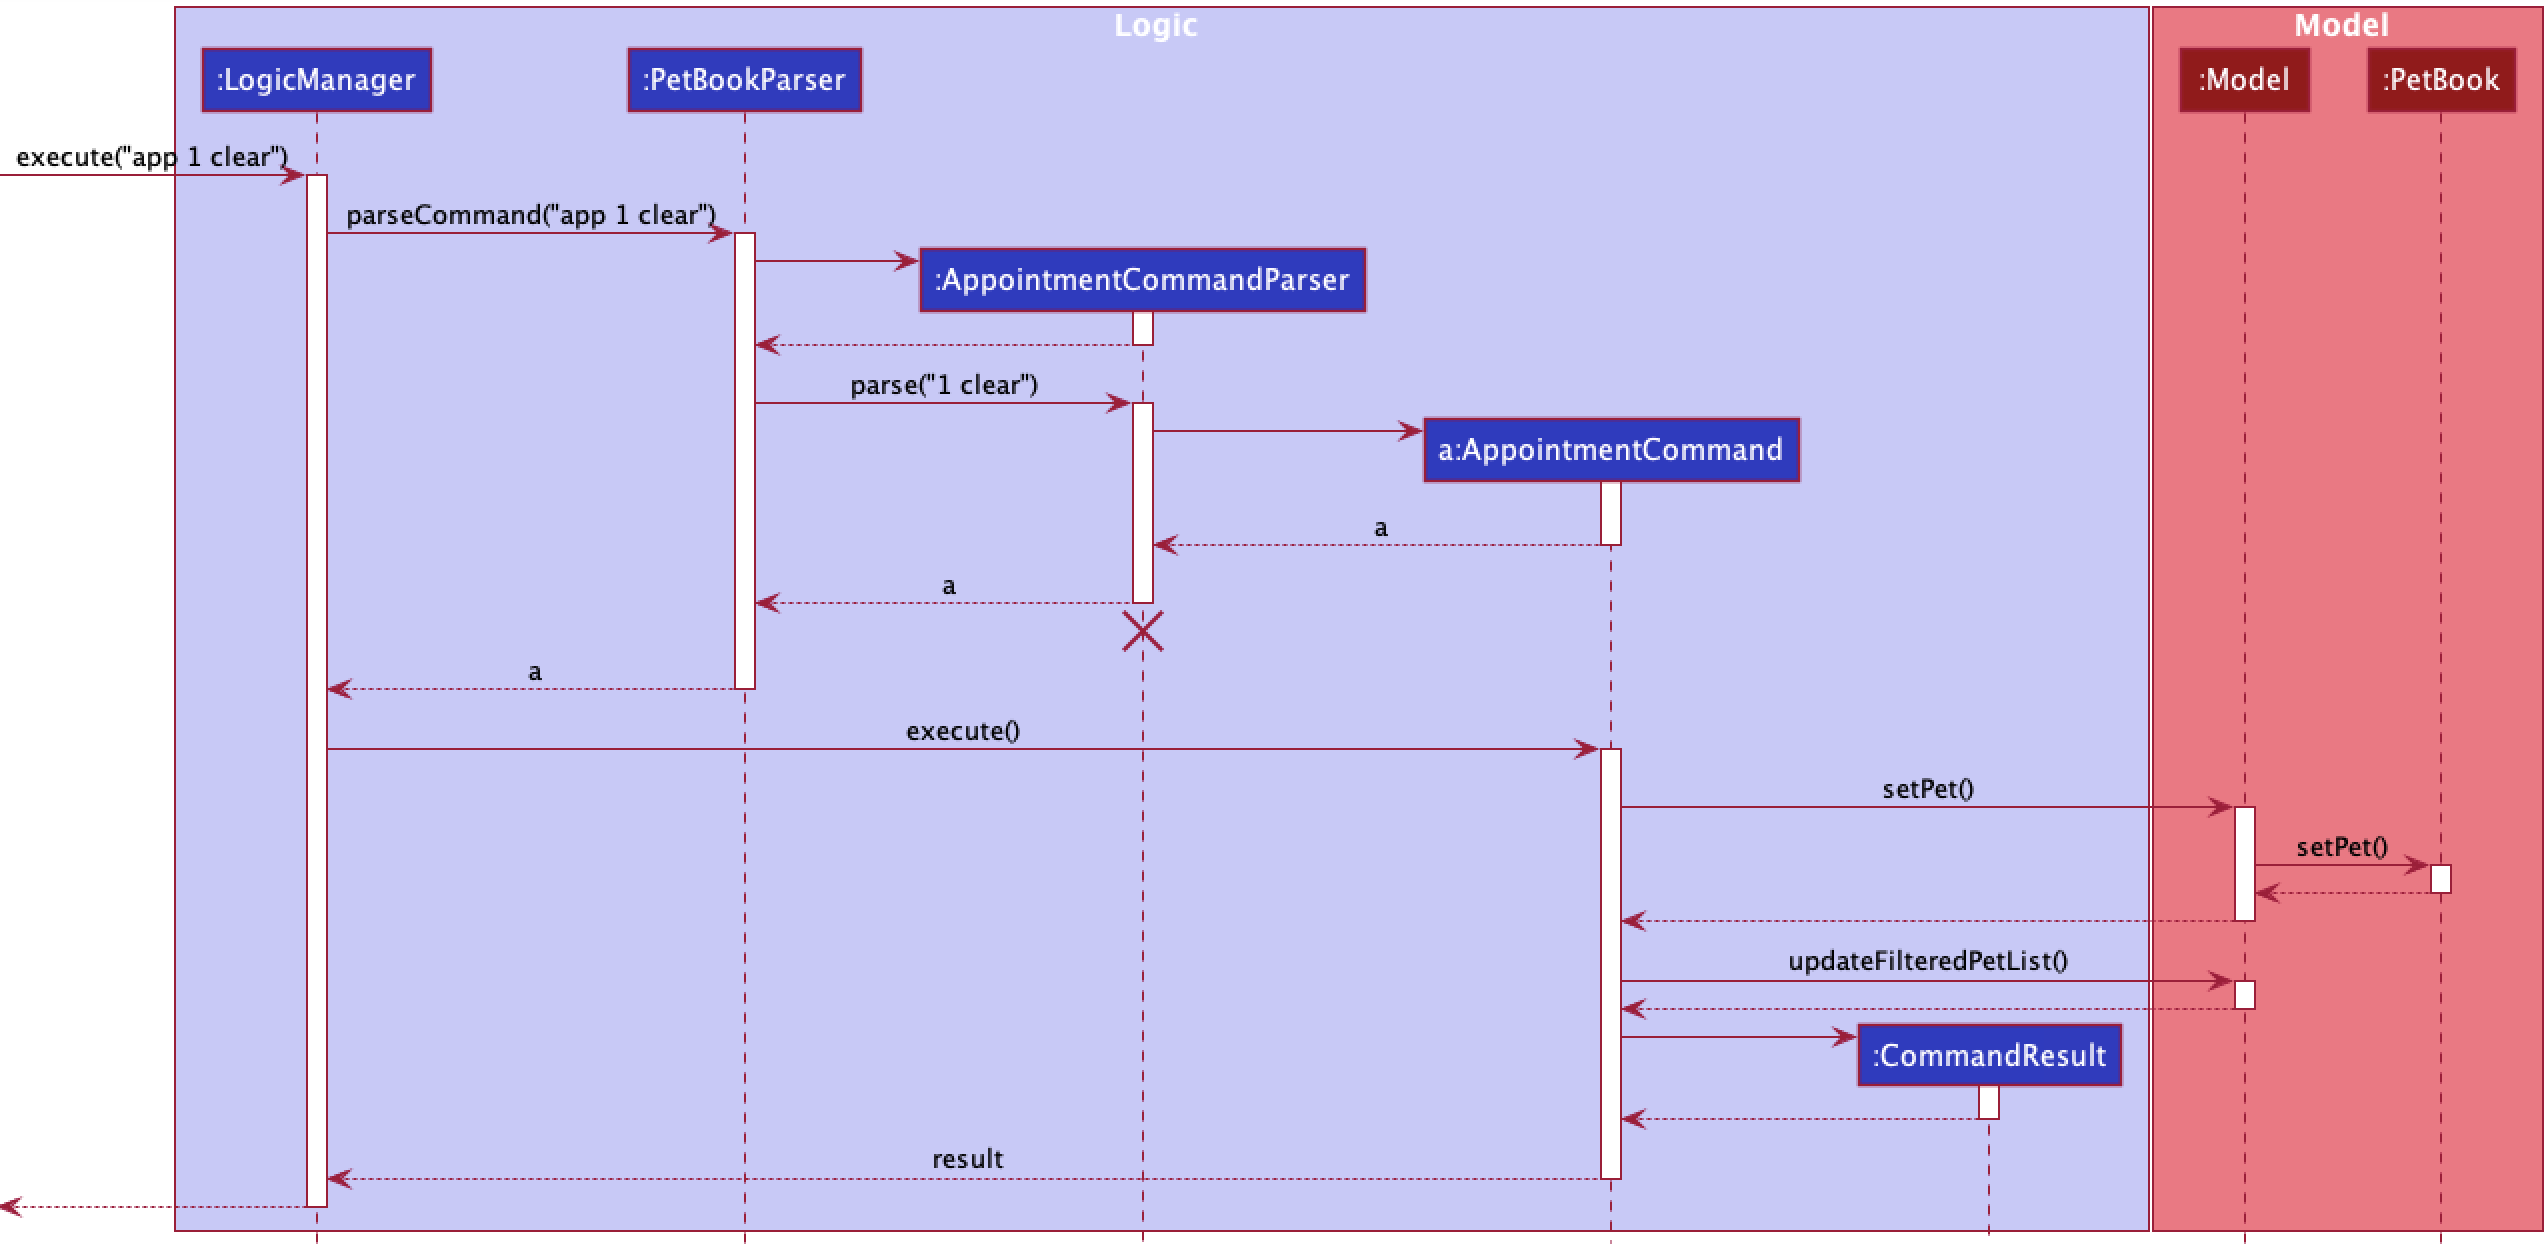 Logic
Model
:LogicManager
:PetBookParser
:Model
:PetBook
execute("app 1 clear")
parseCommand("app 1 clear")
:AppointmentCommandParser
parse("1 clear")
a:AppointmentCommand
a
a
a
execute()
setPet()
setPet()
updateFilteredPetList()
:CommandResult
result